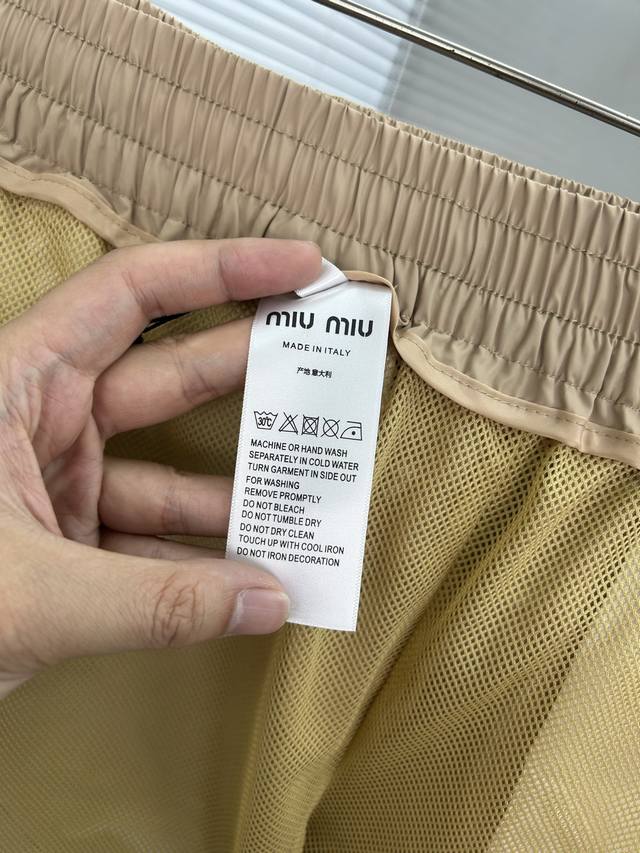 miu miu
MADE IN ITALY
产地 意大利
30℃
MACHINE OR HAND WASH
SEPARATELY IN COLD WATER
TURN GARMENT IN SIDE OUT
FOR WASHING
REMOVE PROMPTLY
DO NOT BLEACH
DO NOT TUMBLE DRY
DO NOT DRY CLEAN
TOUCH UP WITH COOL IRON
DO NOT IRON DECORATION